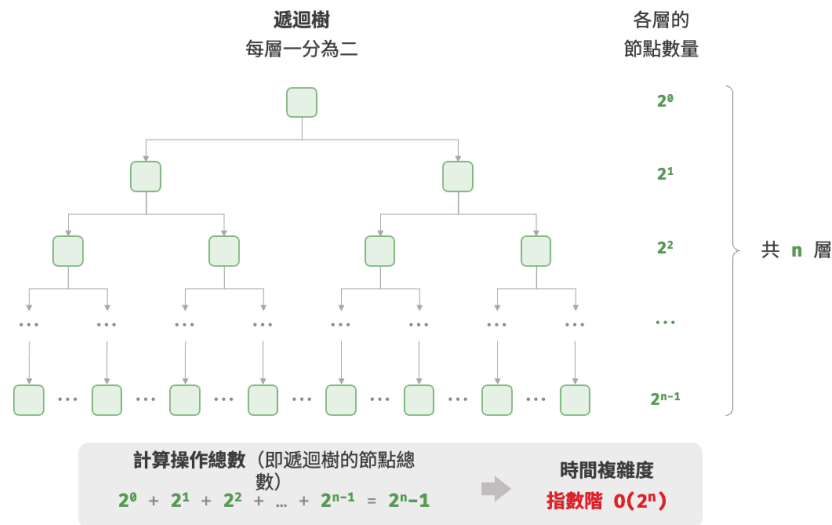 遞迴樹
每層一分為二
各層的
節點數量
2⁰
2¹
2²
...
2ⁿ⁻¹
共 n 層
... ... ... ... ... ... ... ...
... ... ... ... ... ... ...
計算操作總數（即遞迴樹的節點總
數）
2⁰ + 2¹ + 2² + … + 2ⁿ⁻¹ = 2ⁿ-1
時間複雜度
指數階 O(2ⁿ)